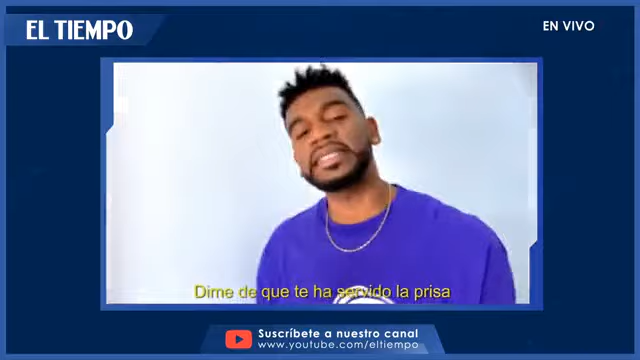 EL TIEMPO
EN VIVO
Dime de que te ha servido la prisa
Suscríbete a nuestro canal
www.youtube.com/eltiempo